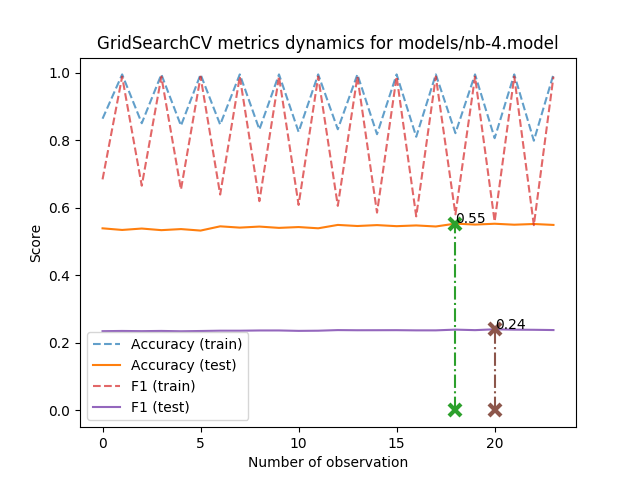 GridSearchCV metrics dynamics for models/nb-4.model
1.0
0.8
0.6
0.4
0.2
0.0
Score
0.55
0.24
Accuracy (train)
Accuracy (test)
F1 (train)
F1 (test)
0 5 10 15 20
Number of observation